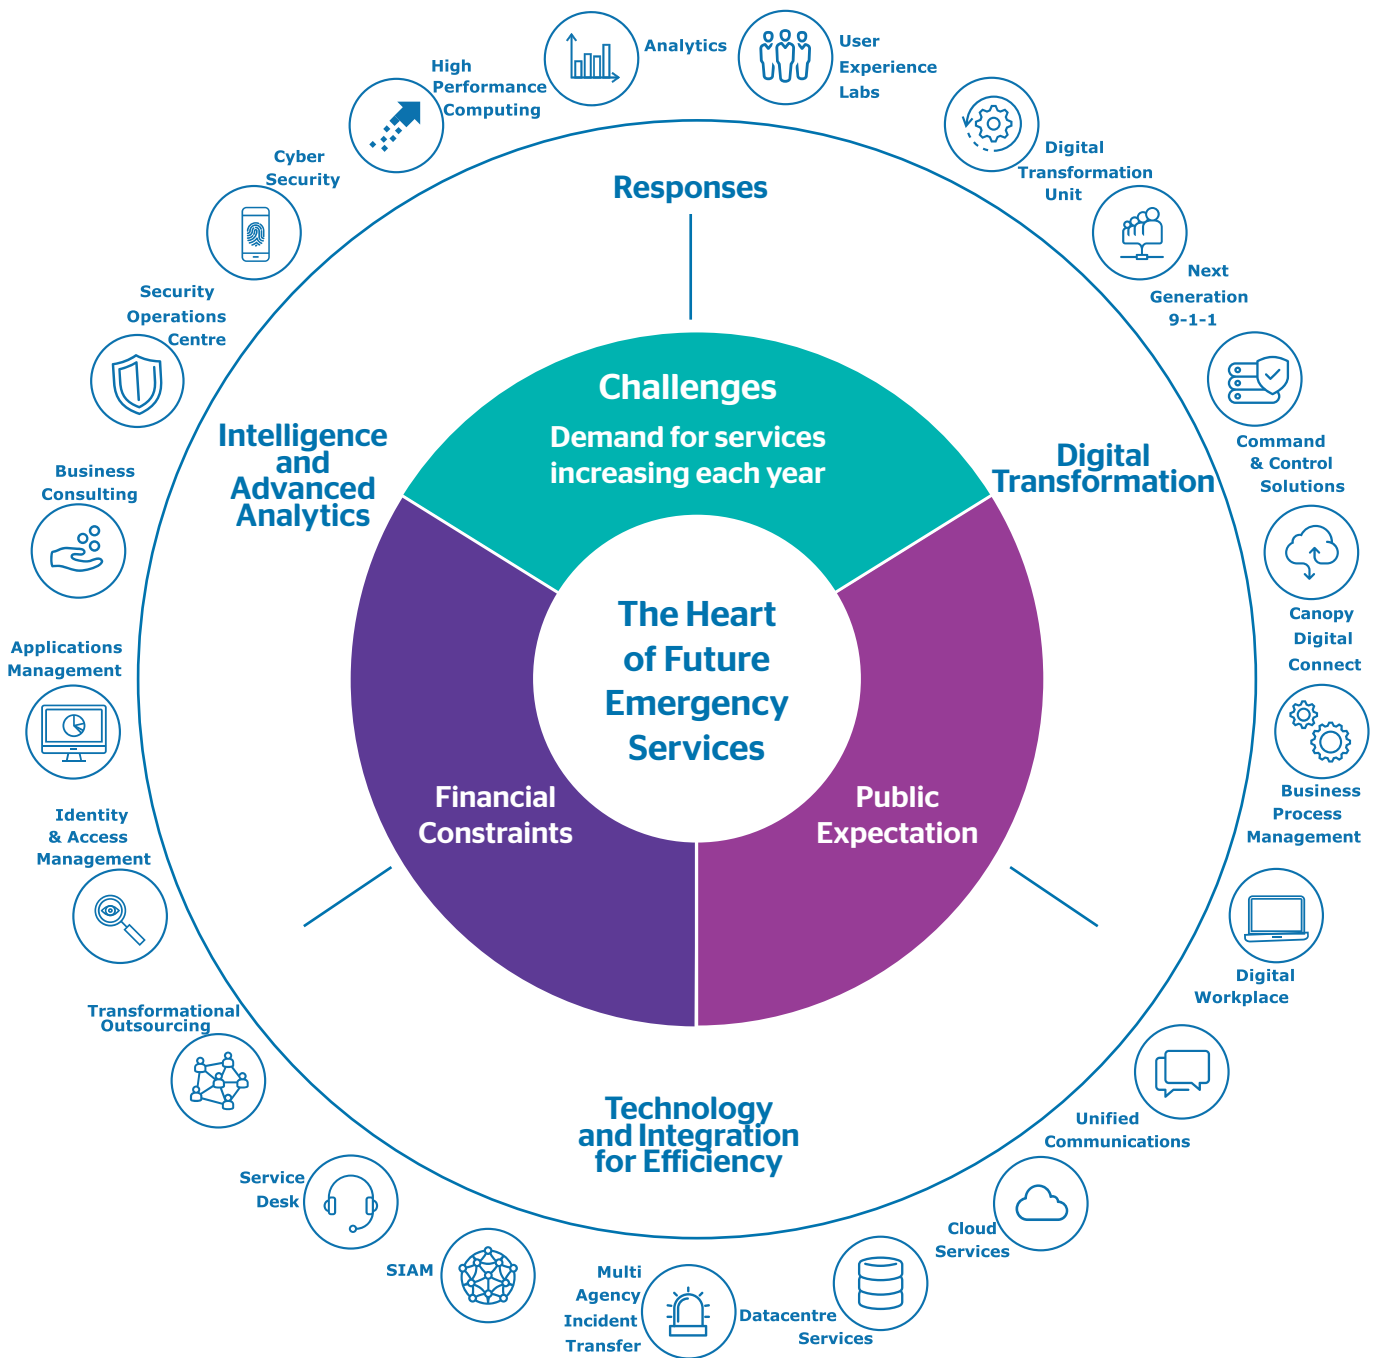 Analytics
User
Experience
Labs
High
Performance
Computing
Digital
Transformation
Unit
Cyber
Security
Next
Generation
9-1-1
Security
Operations
Centre
Command
& Control
Solutions
Business
Consulting
Canopy
Digital
Connect
Applications
Management
Business
Process
Management
Identity
& Access
Management
Digital
Workplace
Transformational
Outsourcing
Unified
Communications
Service
Desk
Cloud
Services
SIAM
Multi
Agency
Incident
Transfer
Datacentre
Services
Responses
Intelligence
and
Advanced
Analytics
Digital
Transformation
Technology
and Integration
for Efficiency
Challenges
Demand for services
increasing each year
Financial
Constraints
Public
Expectation
The Heart
of Future
Emergency
Services